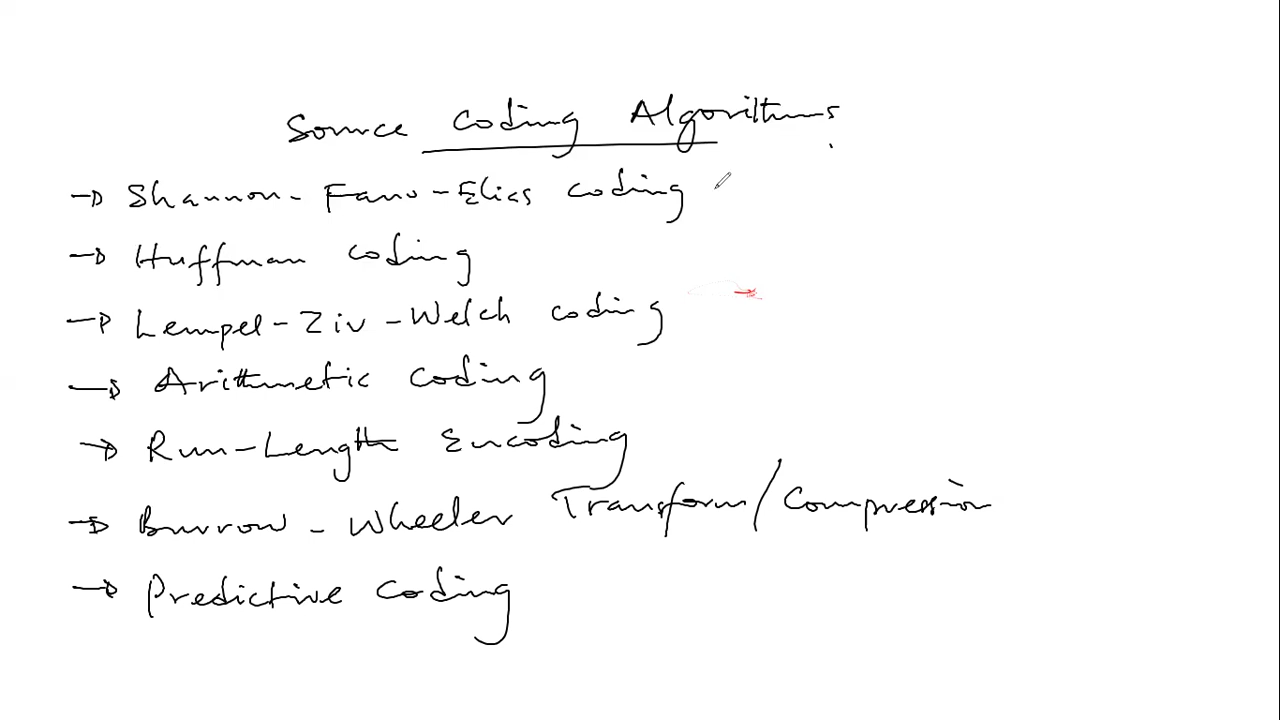 Source Coding Algorithms
→ Shannon-Fano-Elias coding
→ Huffman coding
→ Lempel-Ziv-Welch coding
→ Arithmetic coding
→ Run-Length Encoding
→ Burrow-Wheeler Transform/Compression
→ Predictive coding